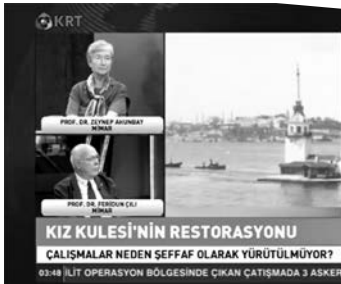 KRT
PROF. DR. ZEYNEP AHUNBAY
MİMAR
PROF. DR. FERİDUN ÇILI
MİMAR
KIZ KULESİ'NİN RESTORASYONU
ÇALIŞMALAR NEDEN ŞEFFAF OLARAK YÜRÜTÜLMÜYOR?
03:48 İLİT OPERASYON BÖLGESİNDE ÇIKAN ÇATIŞMADA 3 ASKER